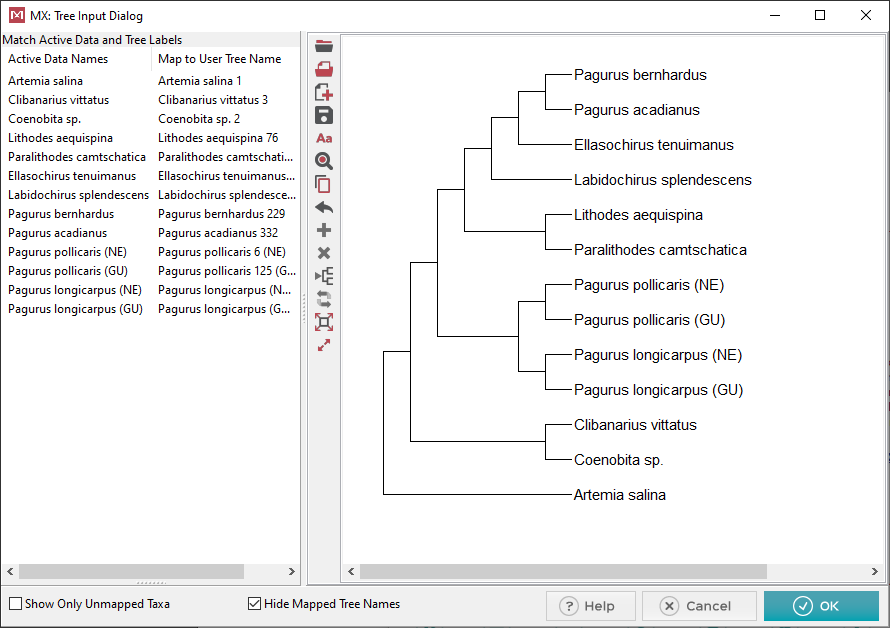 MX: Tree Input Dialog
Match Active Data and Tree Labels
Active Data Names Map to User Tree Name
Artemia salina Artemia salina 1
Clibanarius vittatus Clibanarius vittatus 3
Coenobita sp. Coenobita sp. 2
Lithodes aequispina Lithodes aequispina 76
Paralithodes camtschatica Paralithodes camtschati...
Ellasochirus tenuimanus Ellasochirus tenuimanus...
Labidochirus splendescens Labidochirus splendesce...
Pagurus bernhardus Pagurus bernhardus 229
Pagurus acadianus Pagurus acadianus 332
Pagurus pollicaris (NE) Pagurus pollicaris 6 (NE)
Pagurus pollicaris (GU) Pagurus pollicaris 125 (G...
Pagurus longicarpus (NE) Pagurus longicarpus (N...
Pagurus longicarpus (GU) Pagurus longicarpus (G...
Aa
Pagurus bernhardus
Pagurus acadianus
Ellasochirus tenuimanus
Labidochirus splendescens
Lithodes aequispina
Paralithodes camtschatica
Pagurus pollicaris (NE)
Pagurus pollicaris (GU)
Pagurus longicarpus (NE)
Pagurus longicarpus (GU)
Clibanarius vittatus
Coenobita sp.
Artemia salina
Show Only Unmapped Taxa Hide Mapped Tree Names ? Help Cancel OK